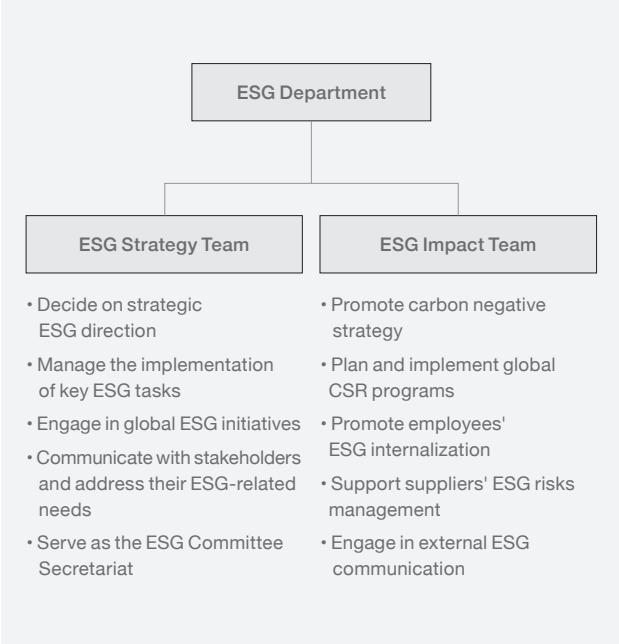 ESG Department
ESG Strategy Team
• Decide on strategic
ESG direction
• Manage the implementation
of key ESG tasks
• Engage in global ESG initiatives
• Communicate with stakeholders
and address their ESG-related
needs
• Serve as the ESG Committee
Secretariat
ESG Impact Team
• Promote carbon negative
strategy
• Plan and implement global
CSR programs
• Promote employees'
ESG internalization
• Support suppliers' ESG risks
management
• Engage in external ESG
communication